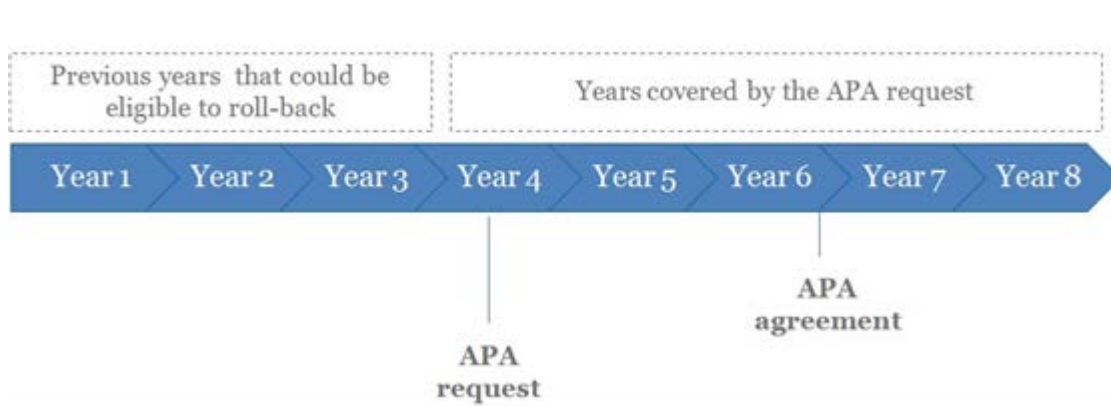 Previous years that could be
eligible to roll-back
Years covered by the APA request
Year 1 Year 2 Year 3 Year 4 Year 5 Year 6 Year 7 Year 8
APA
agreement
APA
request